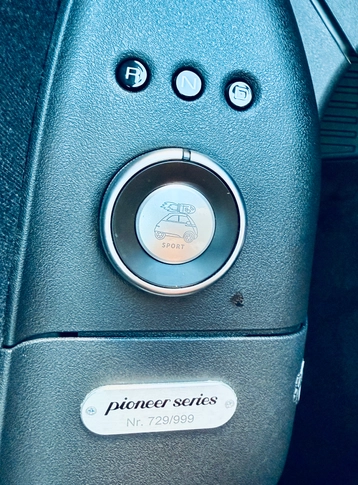 R N G
SPORT
pioneer series
Nr. 729/999